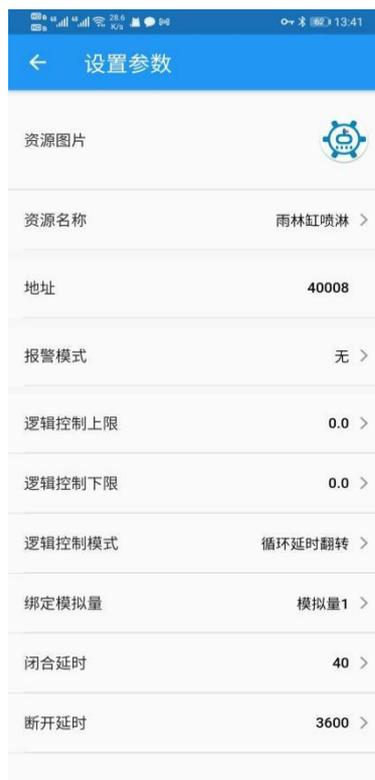 28.6 K/s 62 13:41
设置参数
资源图片
资源名称 雨林缸喷淋
地址 40008
报警模式 无
逻辑控制上限 0.0
逻辑控制下限 0.0
逻辑控制模式 循环延时翻转
绑定模拟量 模拟量1
闭合延时 40
断开延时 3600